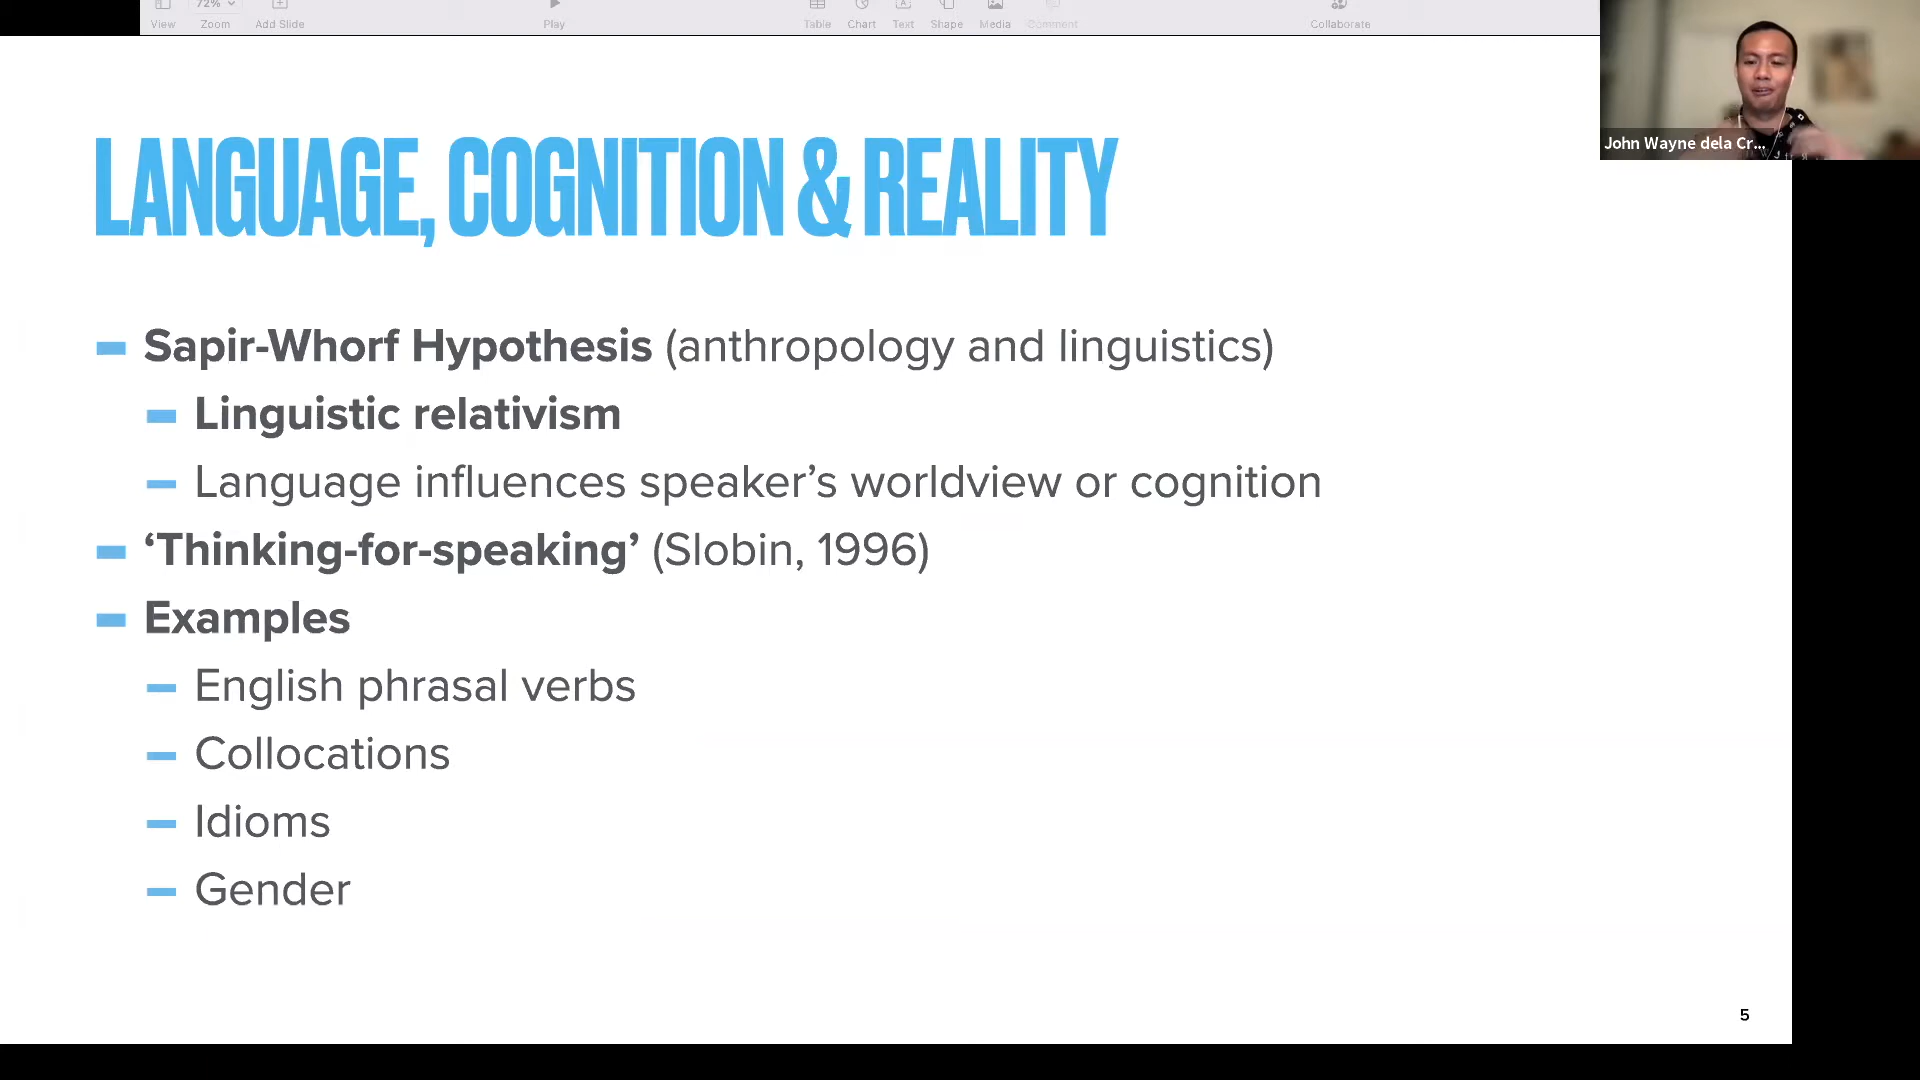 72%
View
Zoom
Add Slide
Play
Table
Chart
Text
Shape
Media
Comment
Collaborate
John Wayne dela Cr...
LANGUAGE, COGNITION & REALITY
Sapir-Whorf Hypothesis (anthropology and linguistics)
Linguistic relativism
Language influences speaker’s worldview or cognition
‘Thinking-for-speaking’ (Slobin, 1996)
Examples
English phrasal verbs
Collocations
Idioms
Gender
5